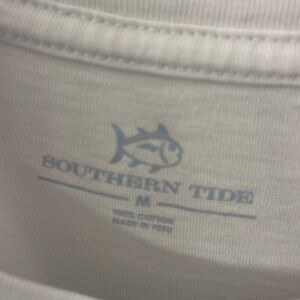 SOUTHERN TIDE
M
100% COTTON
MADE IN PERU